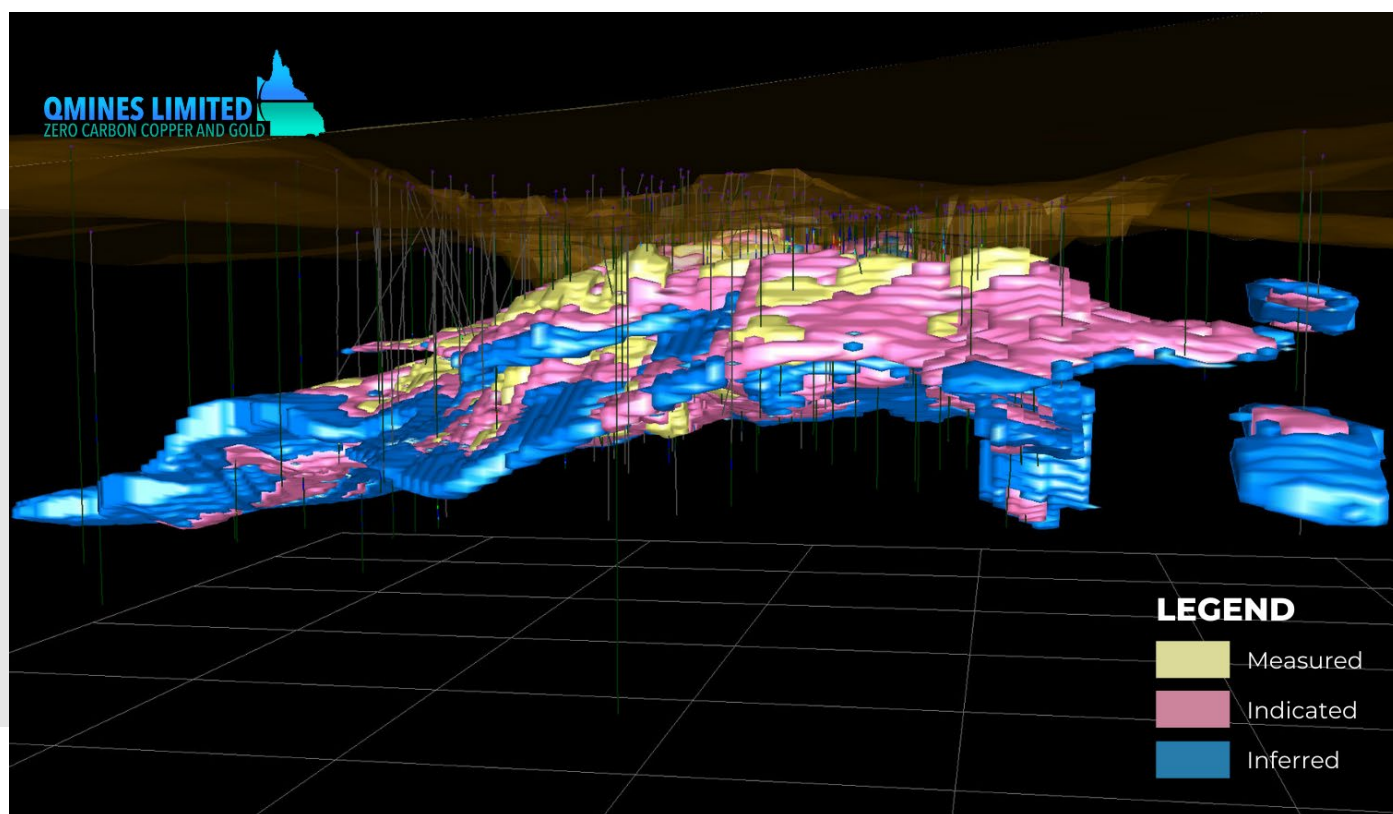 QMINES LIMITED
ZERO CARBON COPPER AND GOLD
LEGEND
Measured
Indicated
Inferred